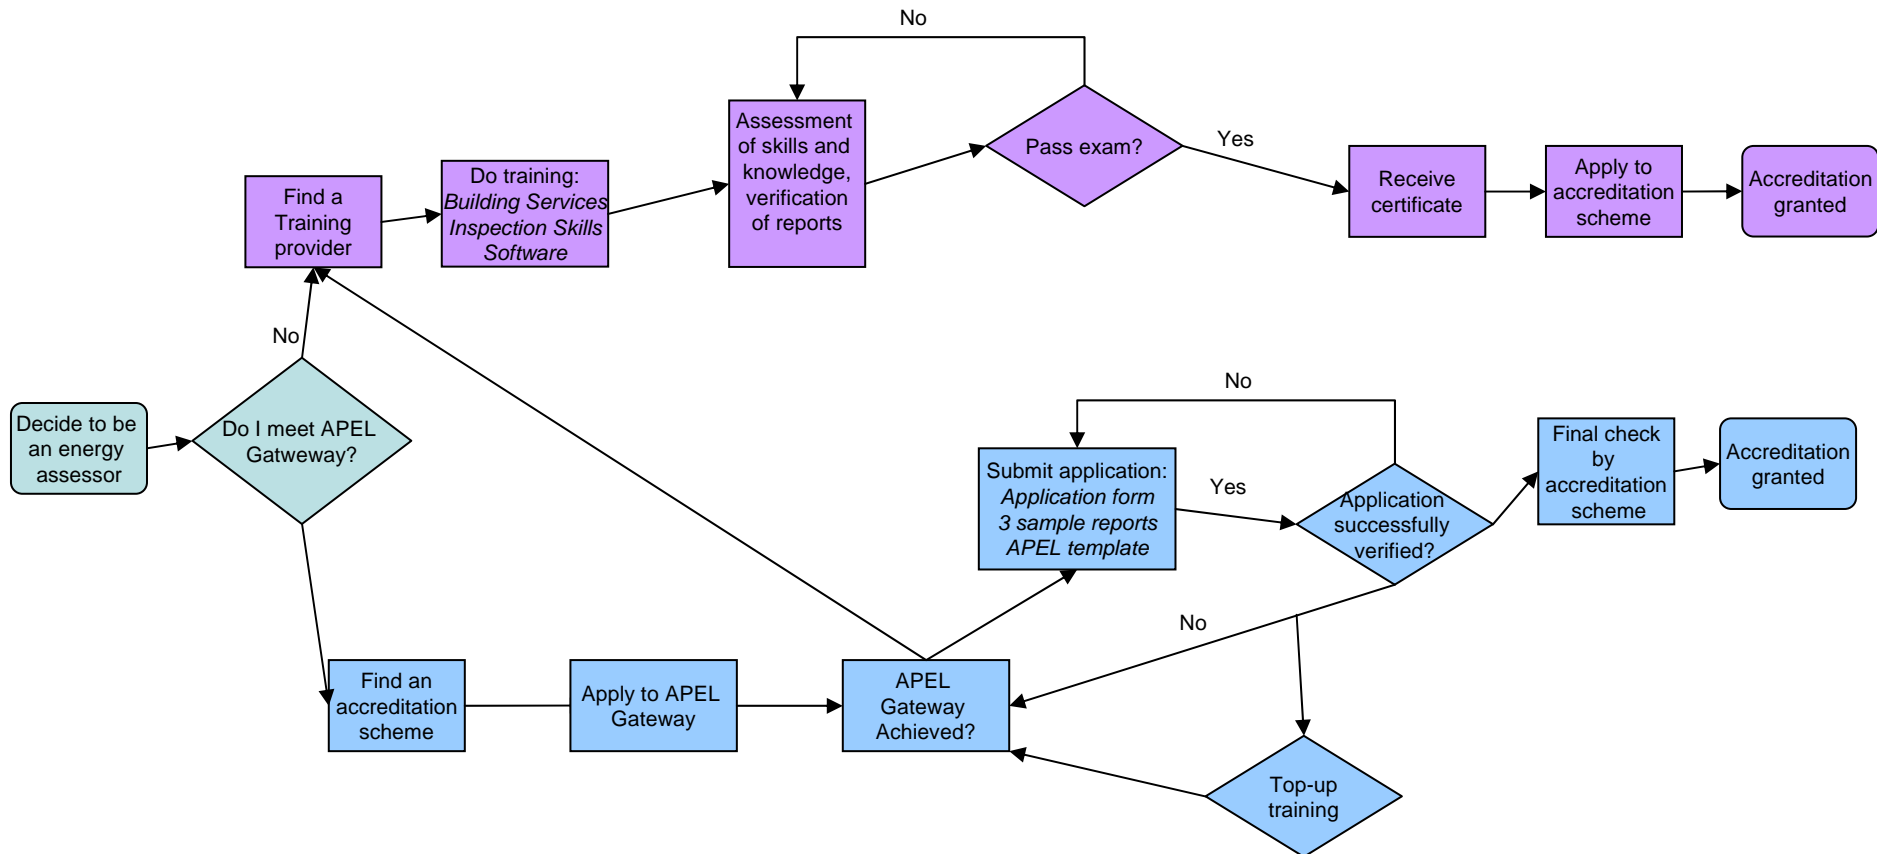 No
Assessment
of skills and
knowledge,
verification
of reports
Pass exam?
Yes
Find a
Training
provider
Do training:
Building Services
Inspection Skills
Software
Receive
certificate
Apply to
accreditation
scheme
Accreditation
granted
No
Decide to be
an energy
assessor
Do I meet APEL
Gatweway?
No
Submit application:
Application form
3 sample reports
APEL template
Yes
Application
successfully
verified?
Final check
by
accreditation
scheme
Accreditation
granted
No
Find an
accreditation
scheme
Apply to APEL
Gateway
APEL
Gateway
Achieved?
Top-up
training